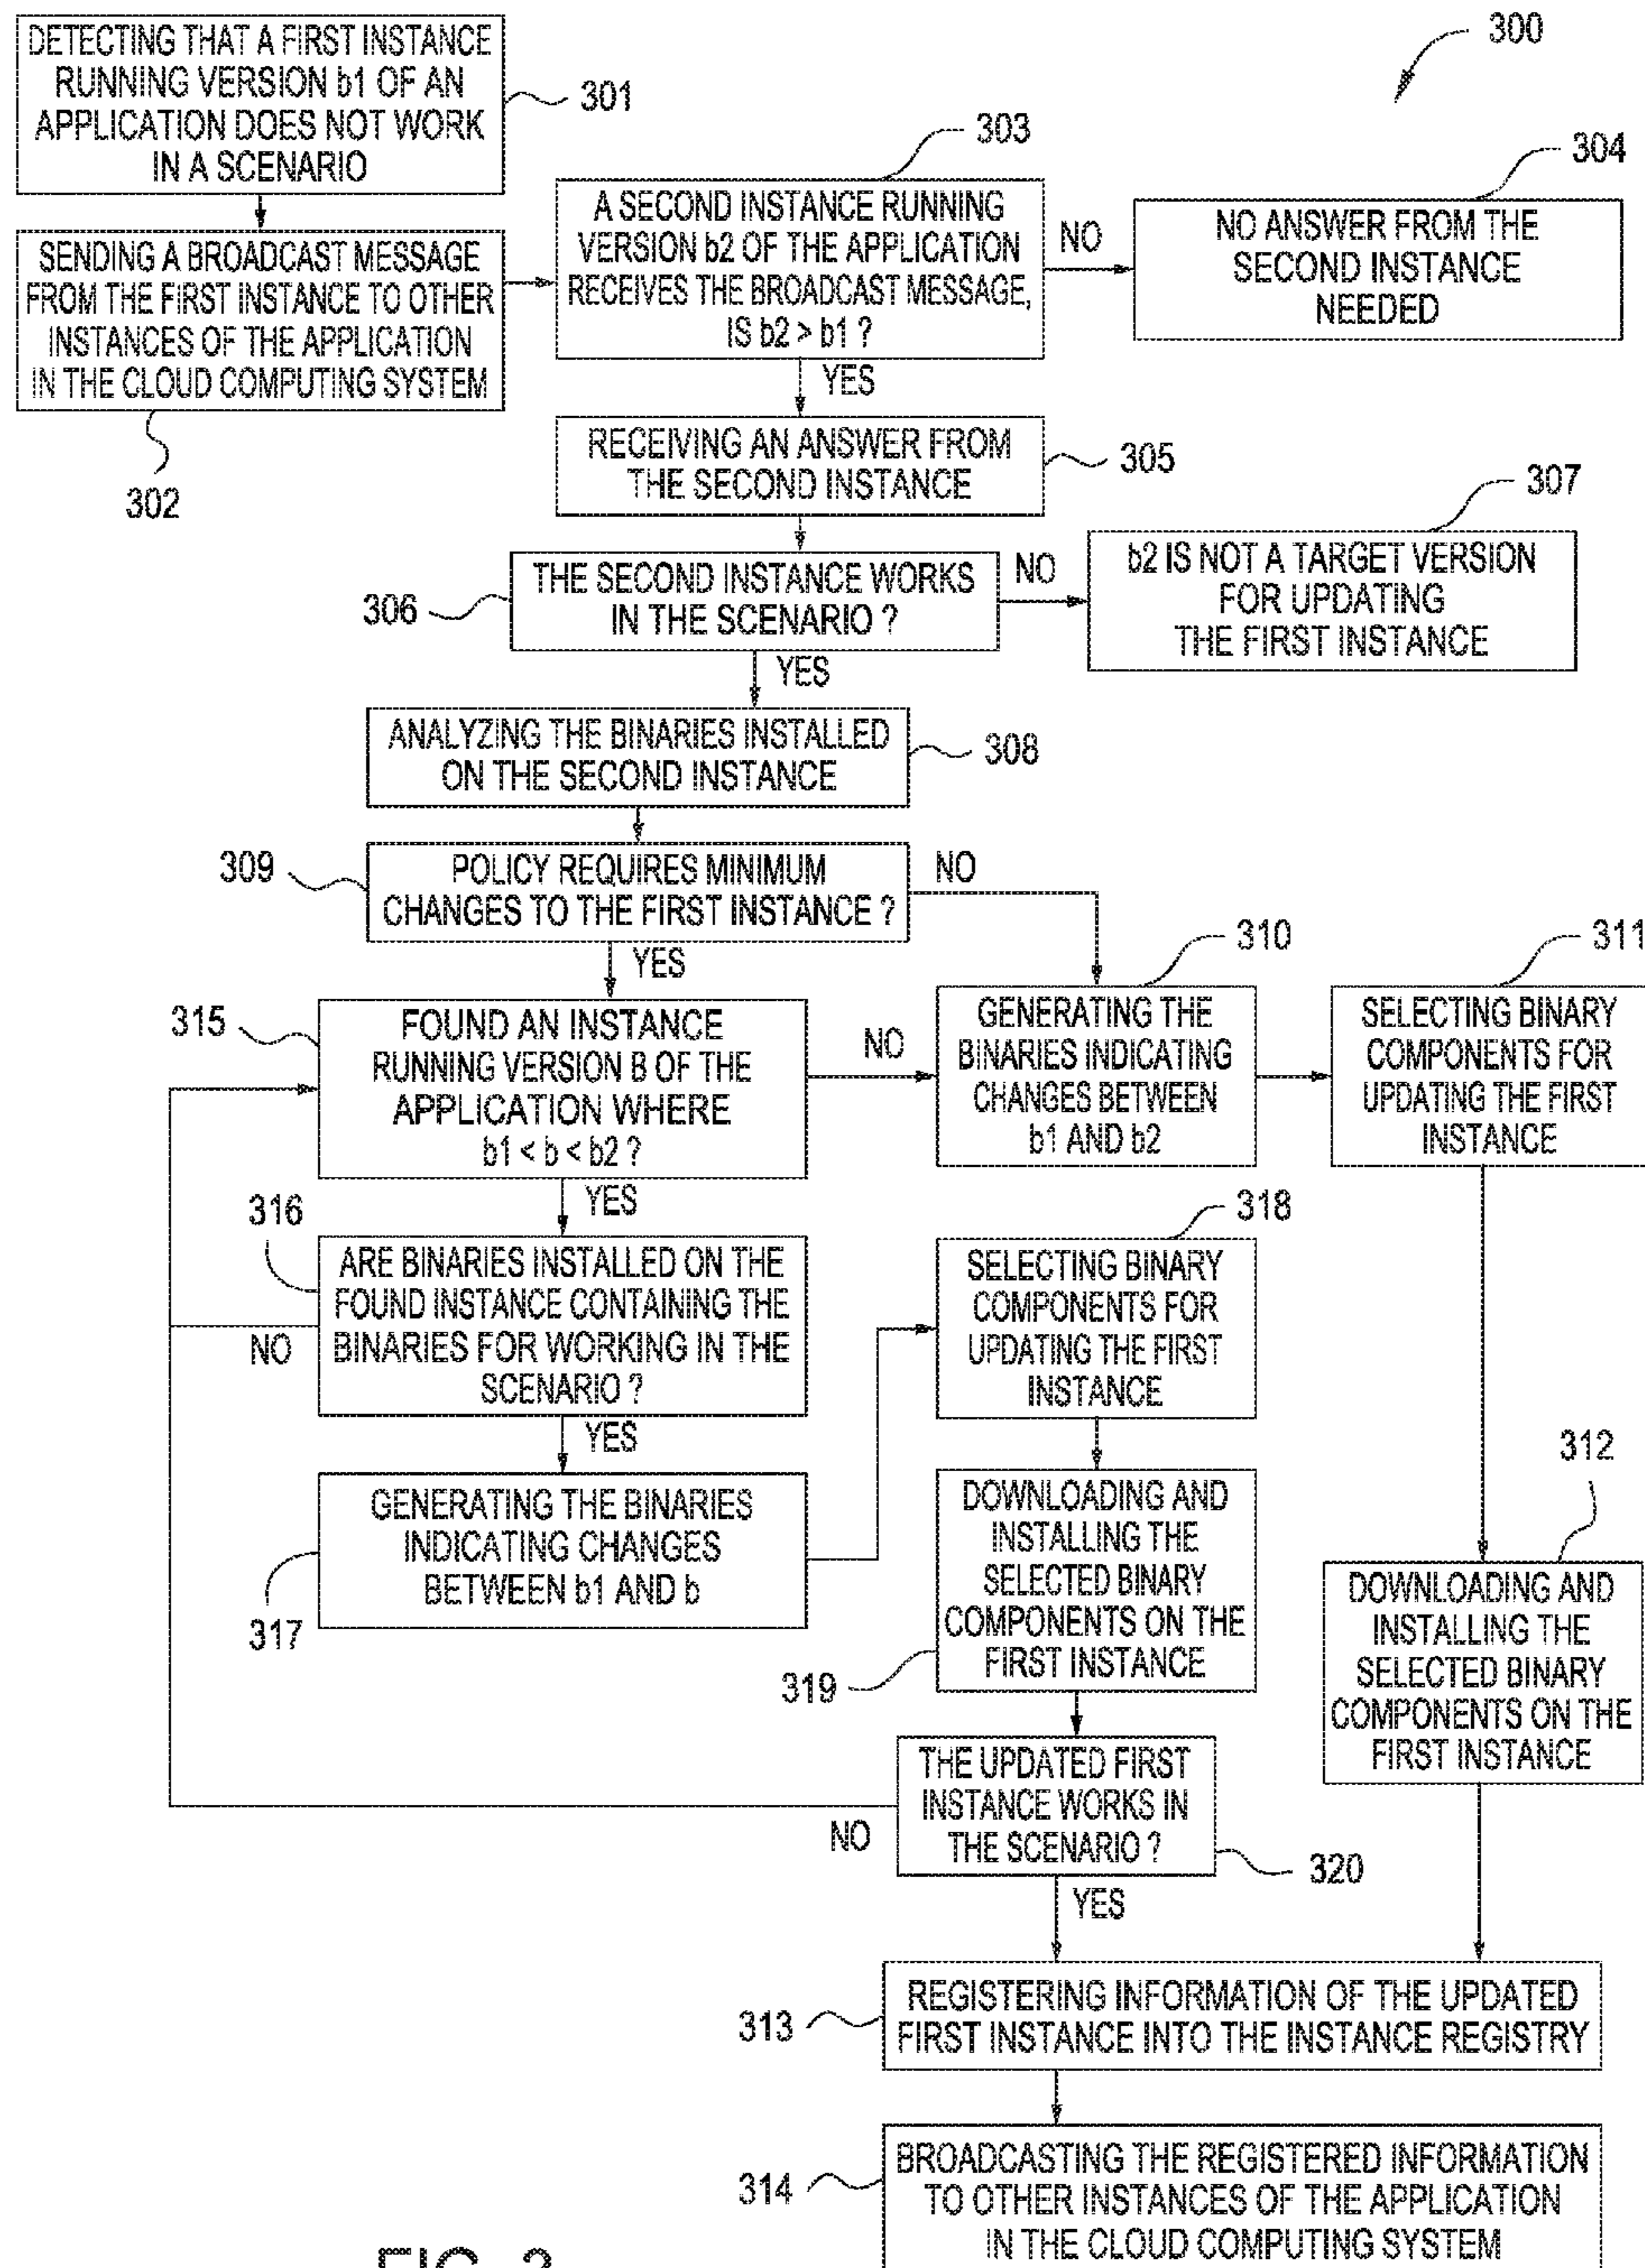 300
DETECTING THAT A FIRST INSTANCE
RUNNING VERSION b1 OF AN
APPLICATION DOES NOT WORK
IN A SCENARIO
301
SENDING A BROADCAST MESSAGE
FROM THE FIRST INSTANCE TO OTHER
INSTANCES OF THE APPLICATION
IN THE CLOUD COMPUTING SYSTEM
302
303
A SECOND INSTANCE RUNNING
VERSION b2 OF THE APPLICATION
RECEIVES THE BROADCAST MESSAGE,
IS b2 > b1 ?
NO
304
NO ANSWER FROM THE
SECOND INSTANCE
NEEDED
YES
RECEIVING AN ANSWER FROM
THE SECOND INSTANCE
305
306
THE SECOND INSTANCE WORKS
IN THE SCENARIO ?
NO
307
b2 IS NOT A TARGET VERSION
FOR UPDATING
THE FIRST INSTANCE
YES
ANALYZING THE BINARIES INSTALLED
ON THE SECOND INSTANCE
308
309
POLICY REQUIRES MINIMUM
CHANGES TO THE FIRST INSTANCE ?
NO
YES
315
FOUND AN INSTANCE
RUNNING VERSION B OF THE
APPLICATION WHERE
b1 < b < b2 ?
NO
310
GENERATING THE
BINARIES INDICATING
CHANGES BETWEEN
b1 AND b2
311
SELECTING BINARY
COMPONENTS FOR
UPDATING THE FIRST
INSTANCE
YES
316
ARE BINARIES INSTALLED ON THE
FOUND INSTANCE CONTAINING THE
BINARIES FOR WORKING IN THE
SCENARIO ?
NO
YES
317
GENERATING THE BINARIES
INDICATING CHANGES
BETWEEN b1 AND b
318
SELECTING BINARY
COMPONENTS FOR
UPDATING THE FIRST
INSTANCE
319
DOWNLOADING AND
INSTALLING THE
SELECTED BINARY
COMPONENTS ON THE
FIRST INSTANCE
312
DOWNLOADING AND
INSTALLING THE
SELECTED BINARY
COMPONENTS ON THE
FIRST INSTANCE
THE UPDATED FIRST
INSTANCE WORKS IN
THE SCENARIO ?
320
NO
YES
313
REGISTERING INFORMATION OF THE UPDATED
FIRST INSTANCE INTO THE INSTANCE REGISTRY
314
BROADCASTING THE REGISTERED INFORMATION
TO OTHER INSTANCES OF THE APPLICATION
IN THE CLOUD COMPUTING SYSTEM
FIG.